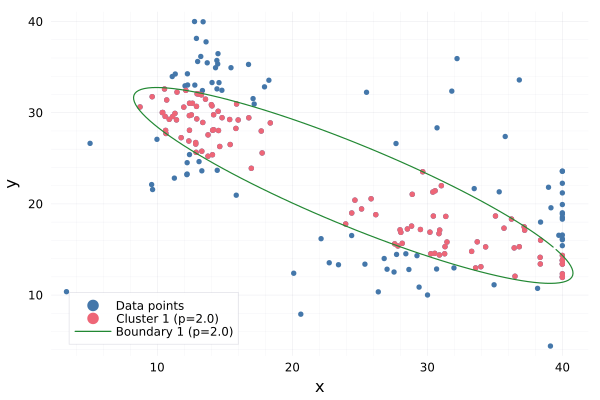 40
30
20
10
y
Data points
Cluster 1 (p=2.0)
Boundary 1 (p=2.0)
10 20 30 40
x